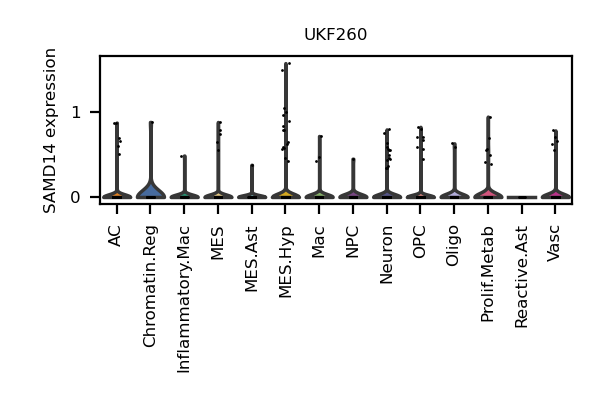 UKF260
SAMD14 expression
1
0
AC
Chromatin.Reg
Inflammatory.Mac
MES
MES.Ast
MES.Hyp
Mac
NPC
Neuron
OPC
Oligo
Prolif.Metab
Reactive.Ast
Vasc